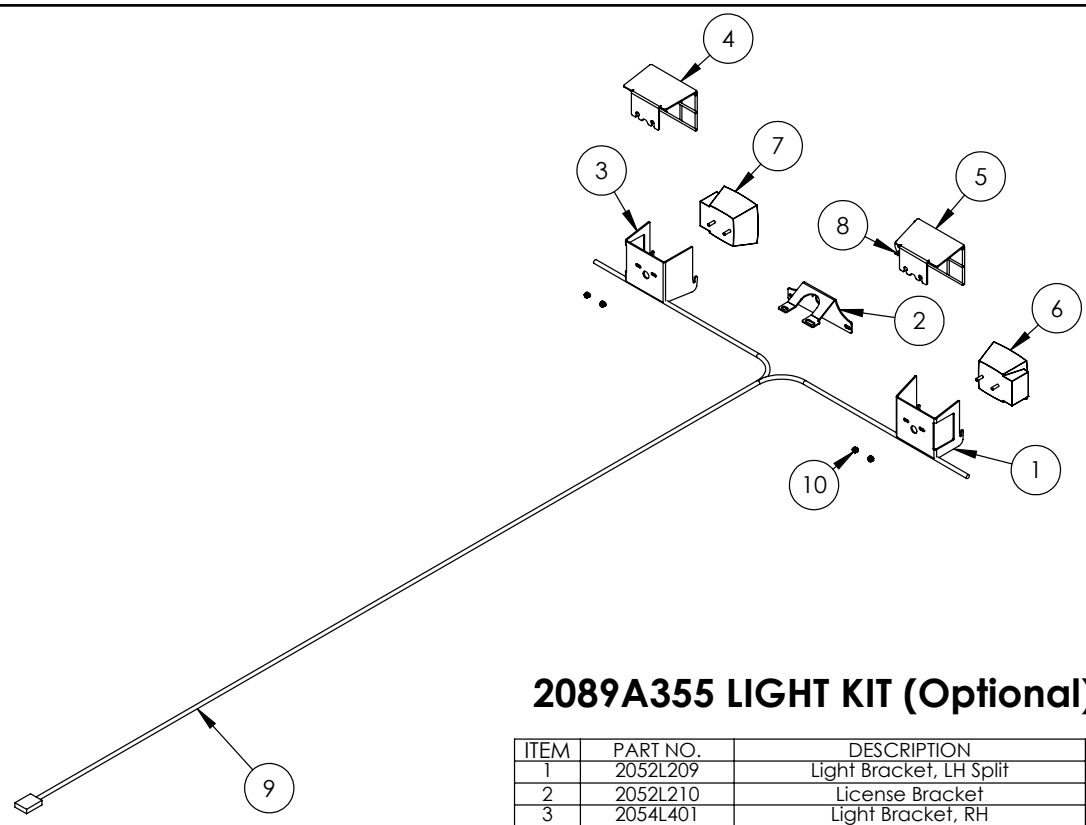 4
7
3
5
8
2
6
1
10
9
2089A355 LIGHT KIT (Optional)
ITEM PART NO. DESCRIPTION
1 2052L209 Light Bracket, LH Split
2 2052L210 License Bracket
3 2054L401 Light Bracket, RH